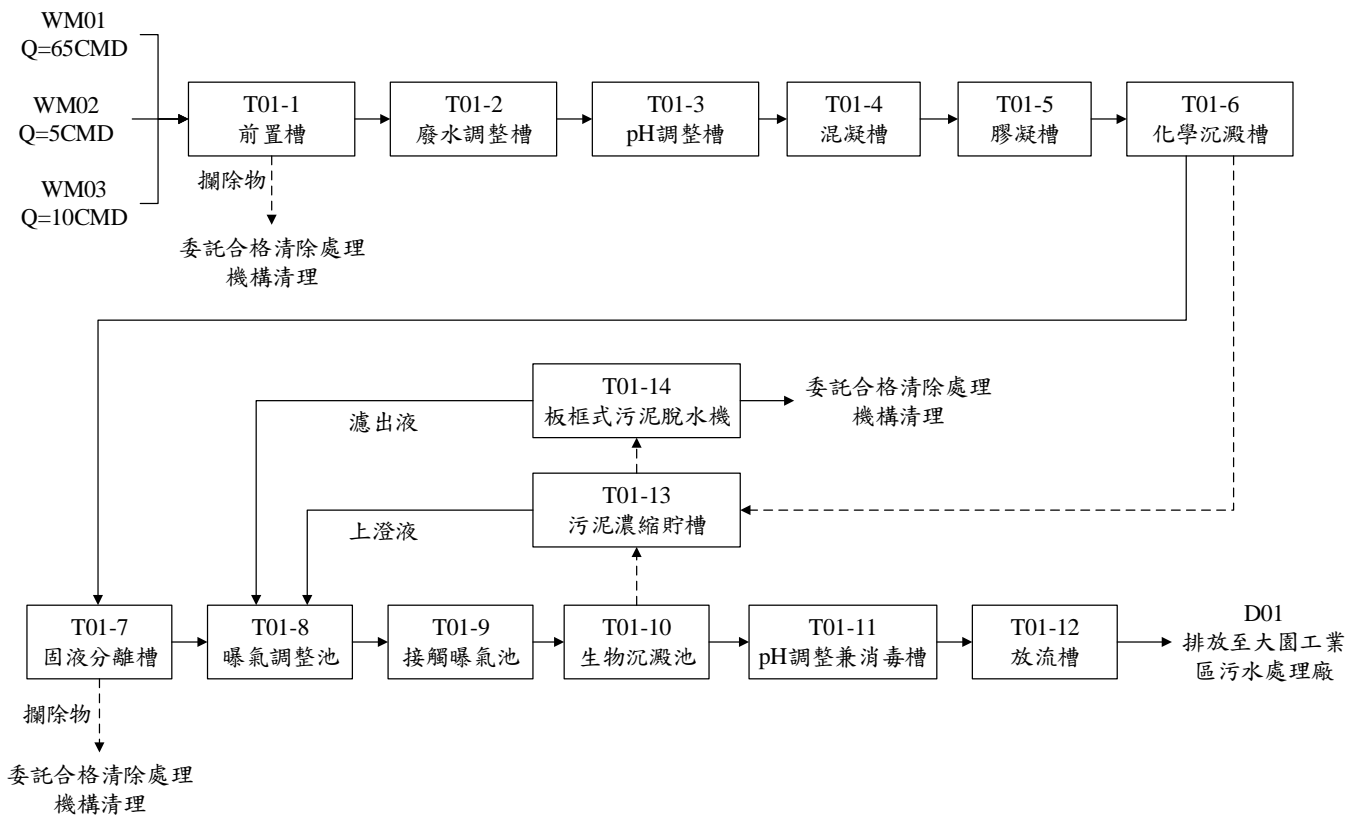 WM01
Q=65CMD
WM02
Q=5CMD
WM03
Q=10CMD
T01-1
前置槽
T01-2
廢水調整槽
T01-3
pH調整槽
T01-4
混凝槽
T01-5
膠凝槽
T01-6
化學沉澱槽
攔除物
委託合格清除處理
機構清理
T01-14
板框式污泥脫水機
委託合格清除處理
機構清理
濾出液
T01-13
污泥濃縮貯槽
上澄液
T01-7
固液分離槽
T01-8
曝氣調整池
T01-9
接觸曝氣池
T01-10
生物沉澱池
T01-11
pH調整兼消毒槽
T01-12
放流槽
D01
排放至大園工業
區污水處理廠
攔除物
委託合格清除處理
機構清理